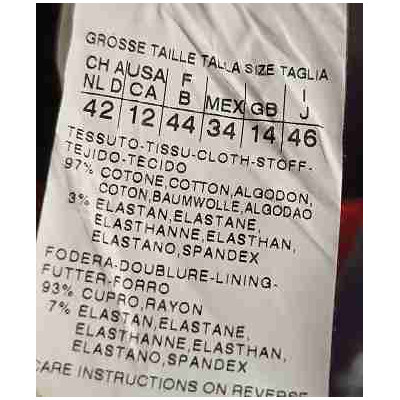 GROSSE TAILLE TALLA SIZE TAGLIA
CH A USA F I
NL D CA B MEX GB J
42 12 44 34 14 46
TESSUTO-TISSU-CLOTH-STOFF-
TEJIDO-TECIDO
97% COTONE,COTTON,ALGODON,
COTON,BAUMWOLLE,ALGODAO
3% ELASTAN,ELASTANE,
ELASTHANNE,ELASTHAN,
ELASTANO,SPANDEX
FODERA-DOUBLURE-LINING-
FUTTER-FORRO
93% CUPRO,RAYON
7% ELASTAN,ELASTANE,
ELASTHANNE,ELASTHAN,
ELASTANO,SPANDEX
CARE INSTRUCTIONS ON REVERSE